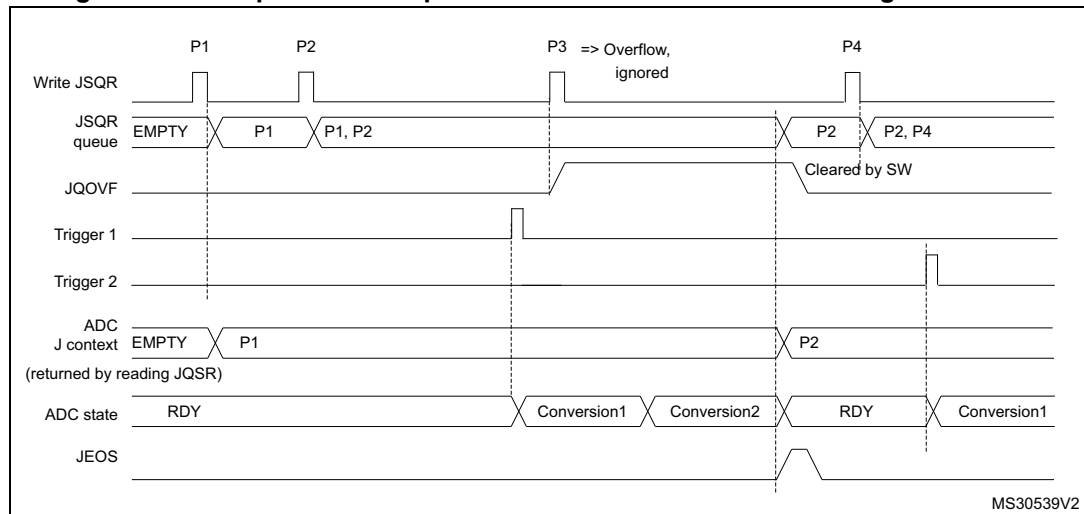 P1 P2 P3 => Overflow, P4
ignored
Write JSQR
JSQR
queue EMPTY P1 P1, P2 P2 P2, P4
Cleared by SW
JQOVF
Trigger 1
Trigger 2
ADC
J context EMPTY P1 P2
(returned by reading JQSR)
ADC state RDY Conversion1 Conversion2 RDY Conversion1
JEOS
MS30539V2